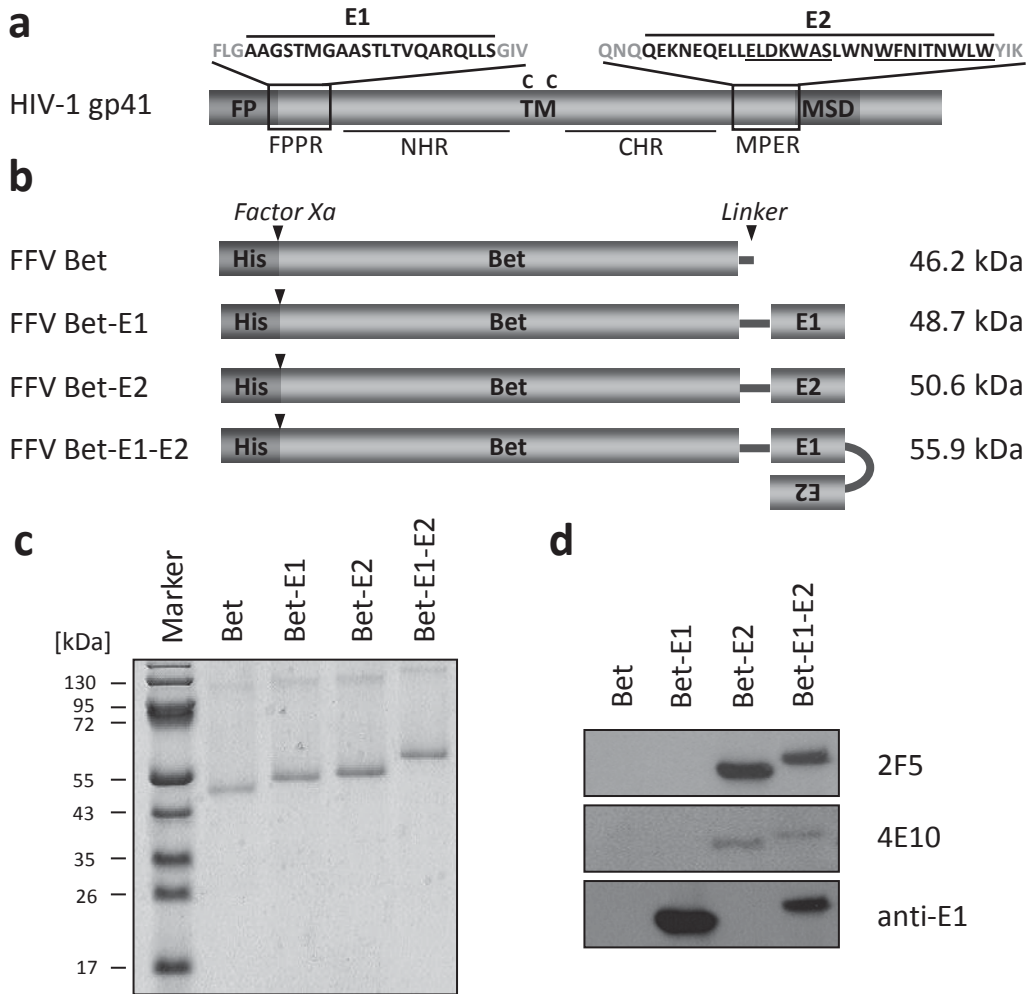 a
E1
E2
FLGAAGSTMGAASTLTVQARQLLSGIV
QNQQEKNEQELLELDKWASLWNWFNITNWLWYIK
C C
HIV-1 gp41
FP
TM
MSD
FPPR
NHR
CHR
MPER
b
Factor Xa
Linker
FFV Bet
His
Bet
46.2 kDa
FFV Bet-E1
His
Bet
E1
48.7 kDa
FFV Bet-E2
His
Bet
E2
50.6 kDa
FFV Bet-E1-E2
His
Bet
E1
55.9 kDa
E2
c
[kDa]
Marker
Bet
Bet-E1
Bet-E2
Bet-E1-E2
130
95
72
55
43
35
26
17
d
Bet
Bet-E1
Bet-E2
Bet-E1-E2
2F5
4E10
anti-E1